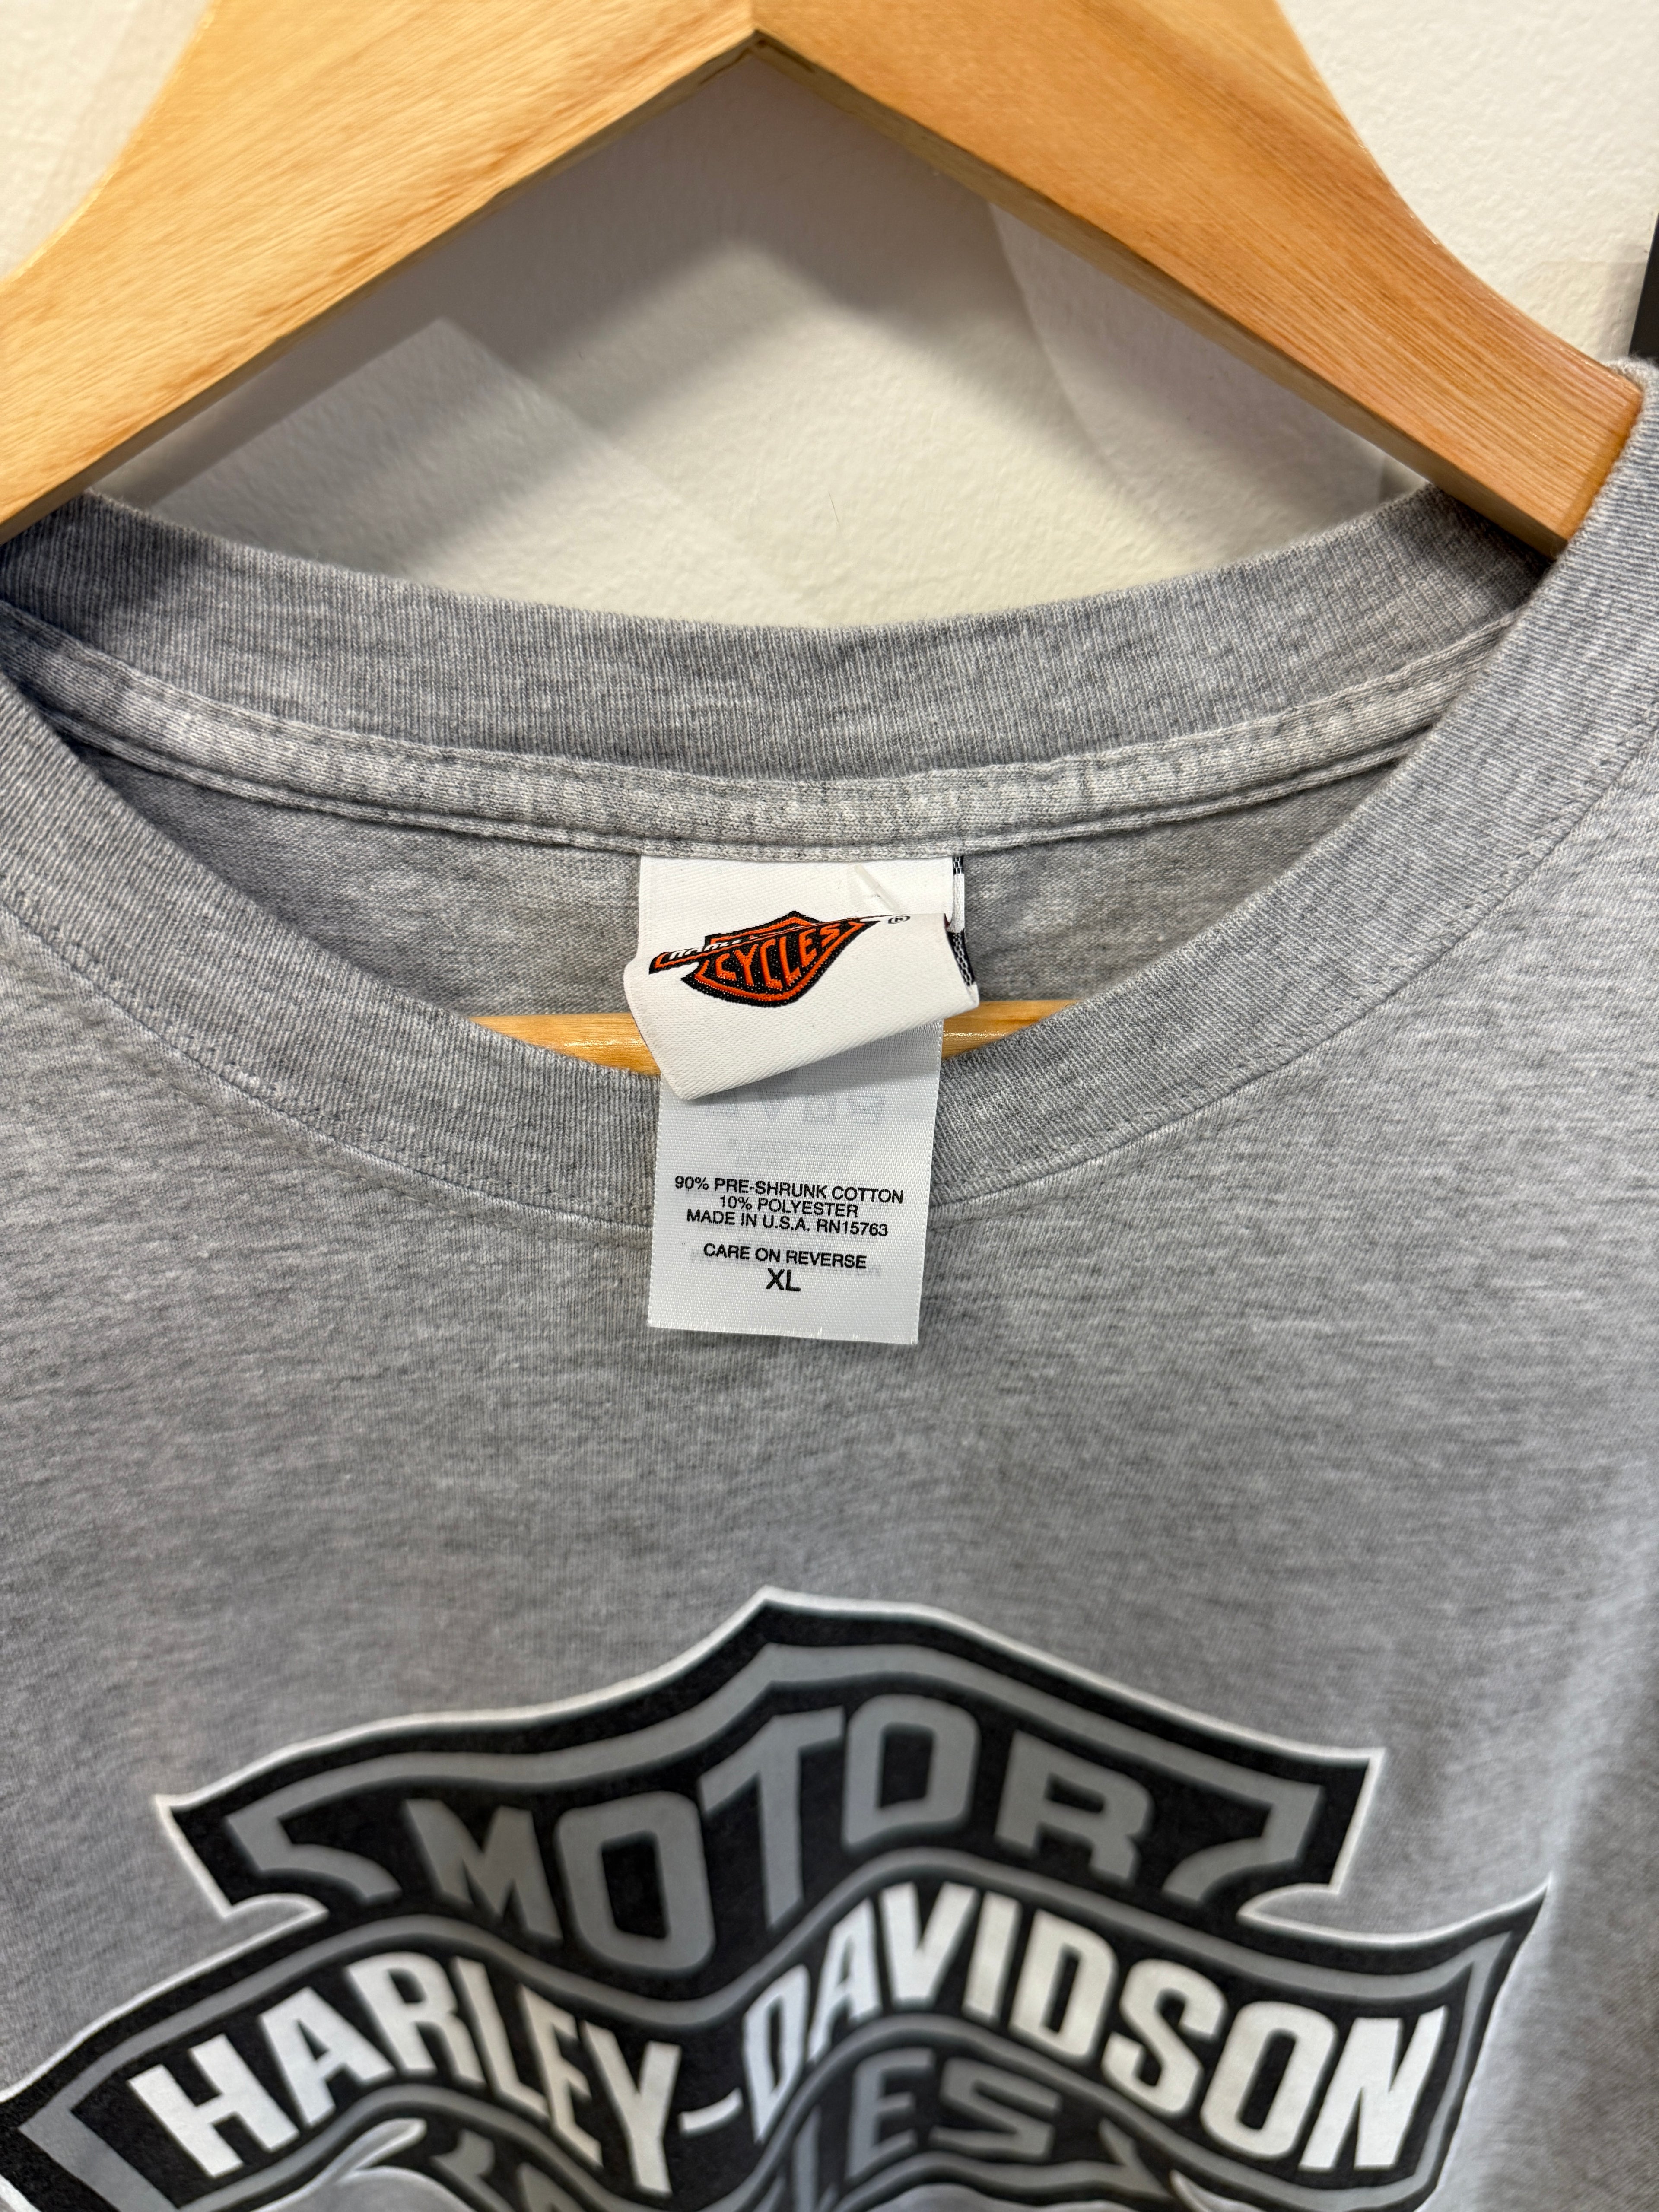 CYCLES
®
90% PRE-SHRUNK COTTON
10% POLYESTER
MADE IN U.S.A. RN15763
CARE ON REVERSE
XL
MOTOR
HARLEY-DAVIDSON